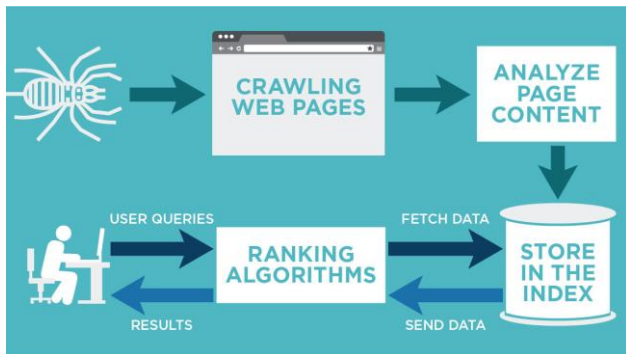 CRAWLING
WEB PAGES
ANALYZE
PAGE
CONTENT
USER QUERIES
RANKING
ALGORITHMS
FETCH DATA
STORE
IN THE
INDEX
RESULTS
SEND DATA